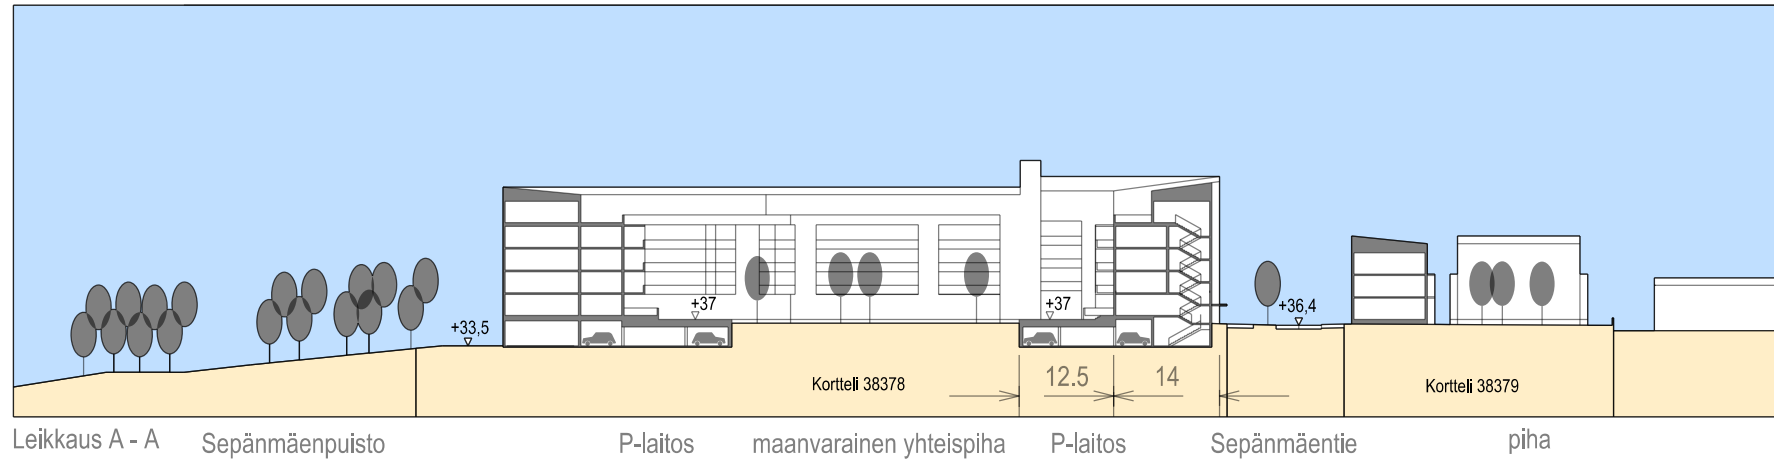 +37
+37
+36,4
+33,5
12.5
14
Kortteli 38378
Kortteli 38379
Leikkaus A - A
Sepänmäenpuisto
P-laitos
maanvarainen yhteispiha
P-laitos
Sepänmäentie
piha